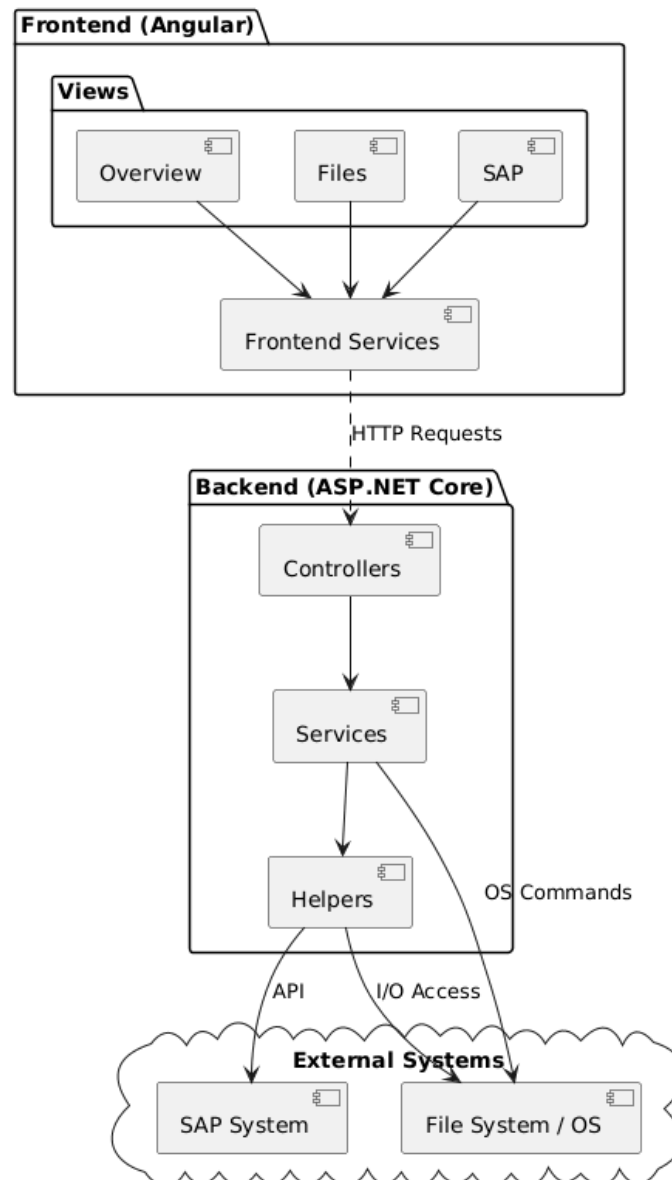 Frontend (Angular)
Views
Overview
Files
SAP
Frontend Services
HTTP Requests
Backend (ASP.NET Core)
Controllers
Services
Helpers
OS Commands
API
I/O Access
External Systems
SAP System
File System / OS